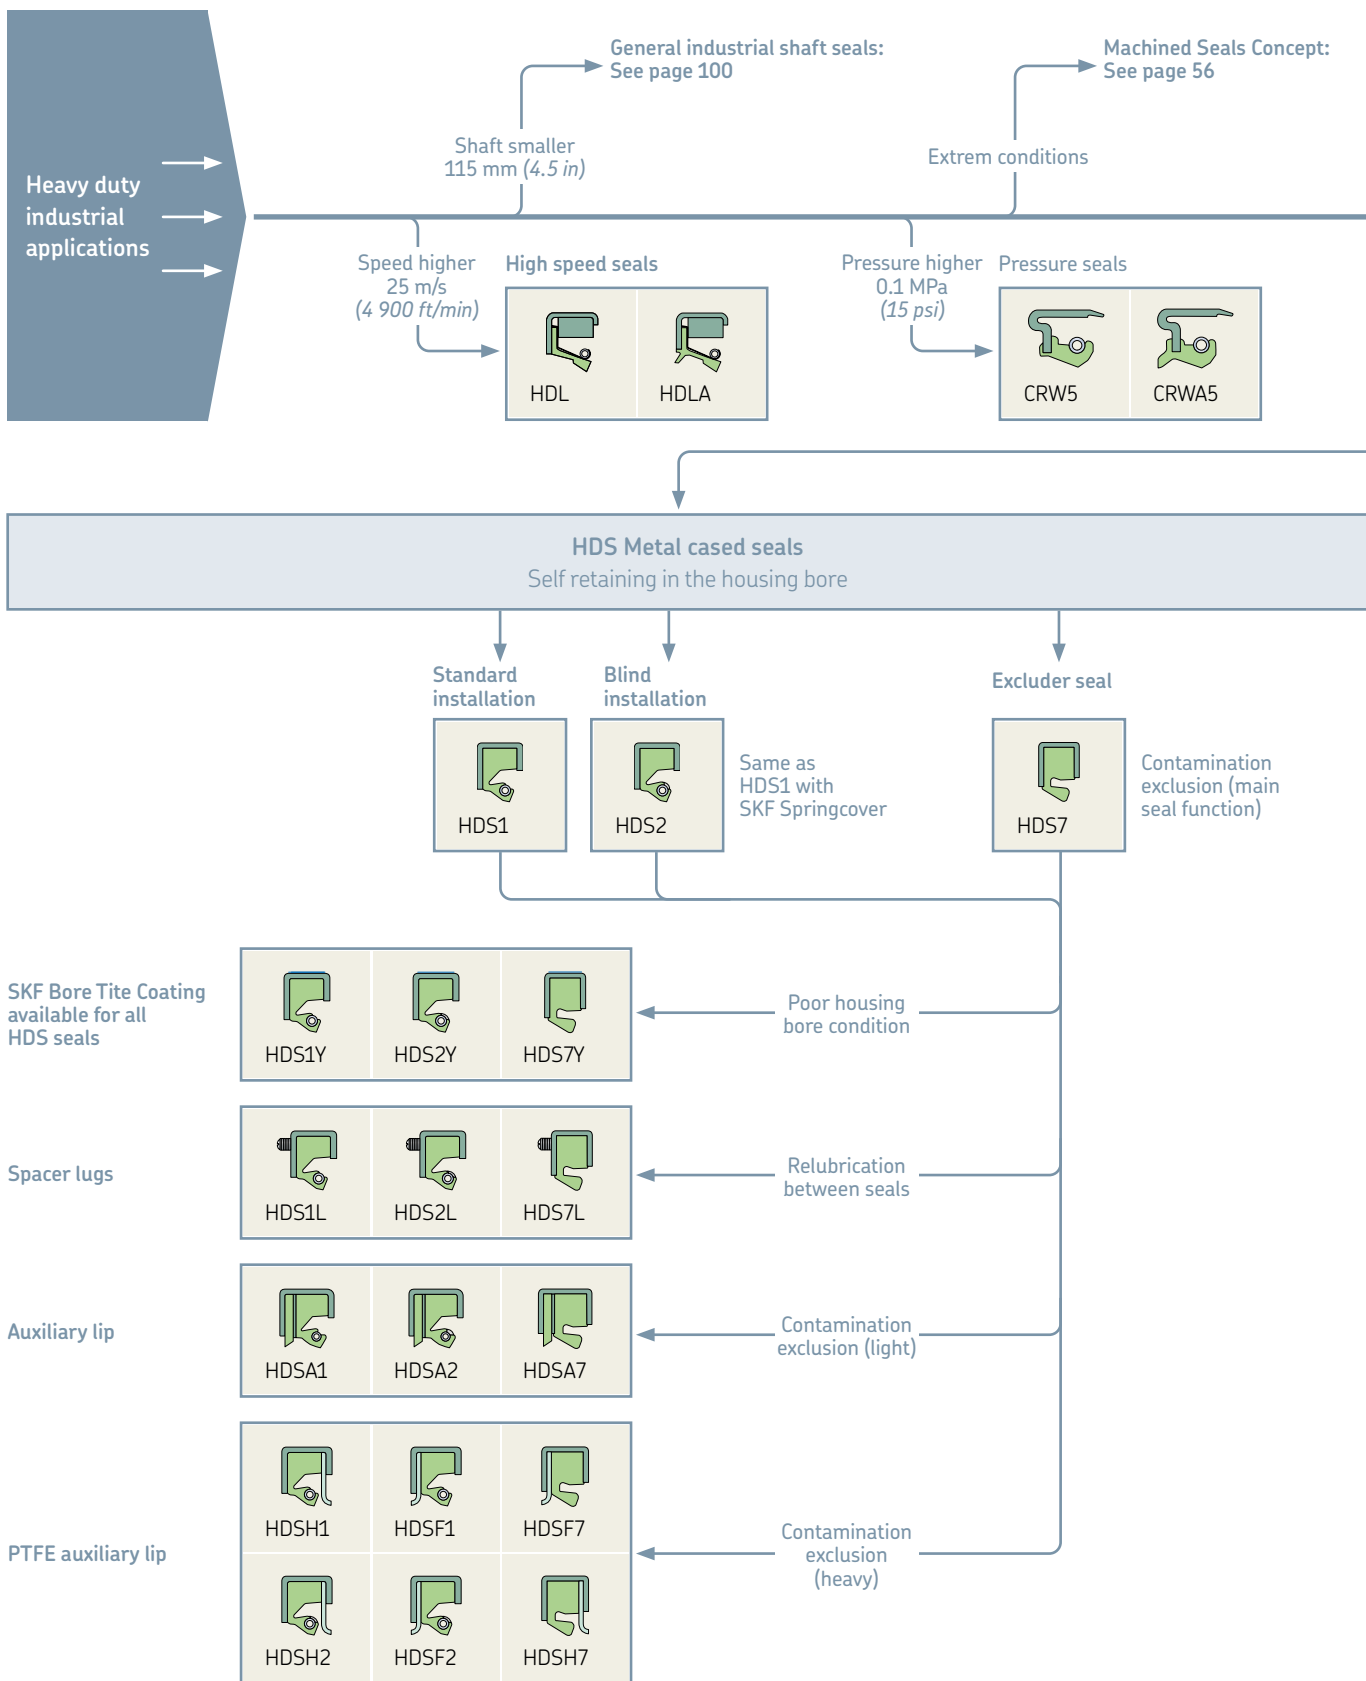 General industrial shaft seals:
See page 100
Machined Seals Concept:
See page 56
Shaft smaller
115 mm (4.5 in)
Extrem conditions
Heavy duty
industrial
applications
Speed higher
25 m/s
(4 900 ft/min)
High speed seals
HDL
HDLA
Pressure higher
0.1 MPa
(15 psi)
Pressure seals
CRW5
CRWA5
HDS Metal cased seals
Self retaining in the housing bore
Standard
installation
HDS1
Blind
installation
HDS2
Same as
HDS1 with
SKF Springcover
Excluder seal
HDS7
Contamination
exclusion (main
seal function)
SKF Bore Tite Coating
available for all
HDS seals
HDS1Y
HDS2Y
HDS7Y
Poor housing
bore condition
Spacer lugs
HDS1L
HDS2L
HDS7L
Relubrication
between seals
Auxiliary lip
HDSA1
HDSA2
HDSA7
Contamination
exclusion (light)
PTFE auxiliary lip
HDSH1
HDSF1
HDSF7
HDSH2
HDSF2
HDSH7
Contamination
exclusion
(heavy)